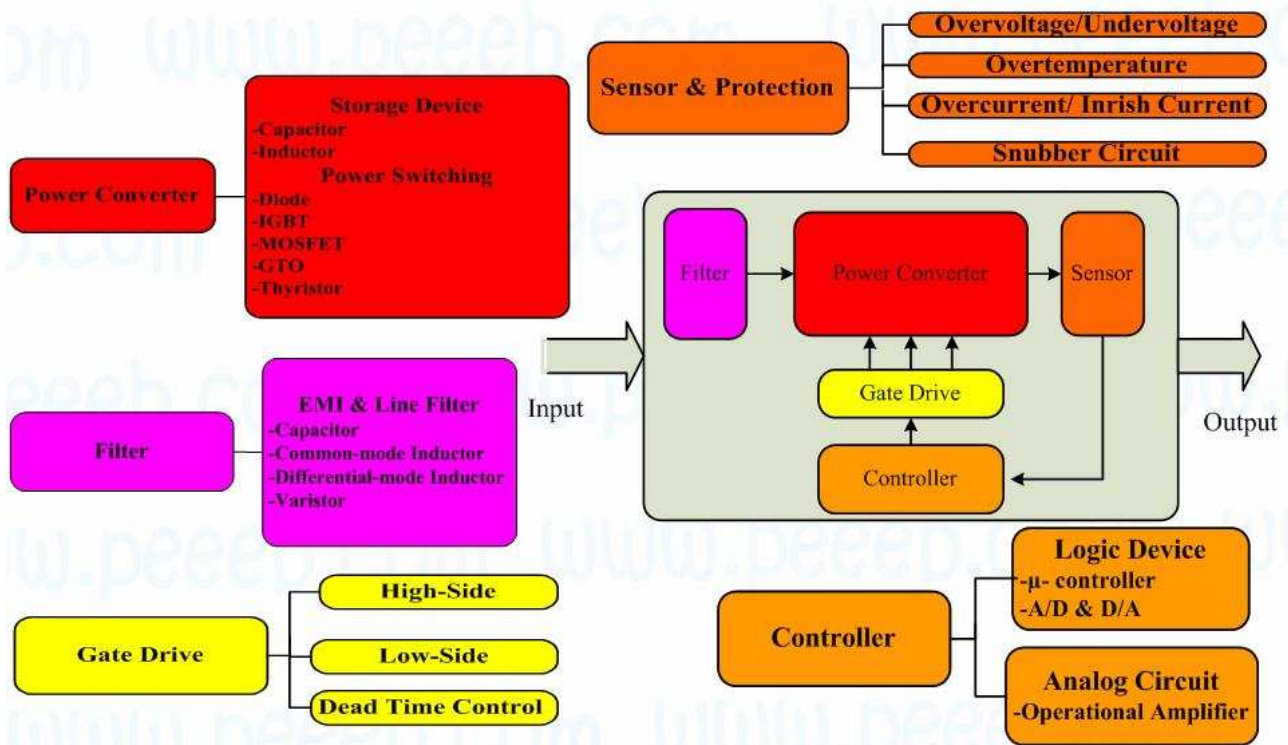 Overvoltage/Undervoltage
Sensor & Protection
Overtemperature
Overcurrent/ Inrish Current
Snubber Circuit
Power Converter
Storage Device
-Capacitor
-Inductor
Power Switching
-Diode
-IGBT
-MOSFET
-GTO
-Thyristor
Filter
EMI & Line Filter
-Capacitor
-Common-mode Inductor
-Differential-mode Inductor
-Varistor
Input
Filter
Power Converter
Sensor
Gate Drive
Controller
Output
Gate Drive
High-Side
Low-Side
Dead Time Control
Controller
Logic Device
-μ- controller
-A/D & D/A
Analog Circuit
-Operational Amplifier
www.peeeb.com